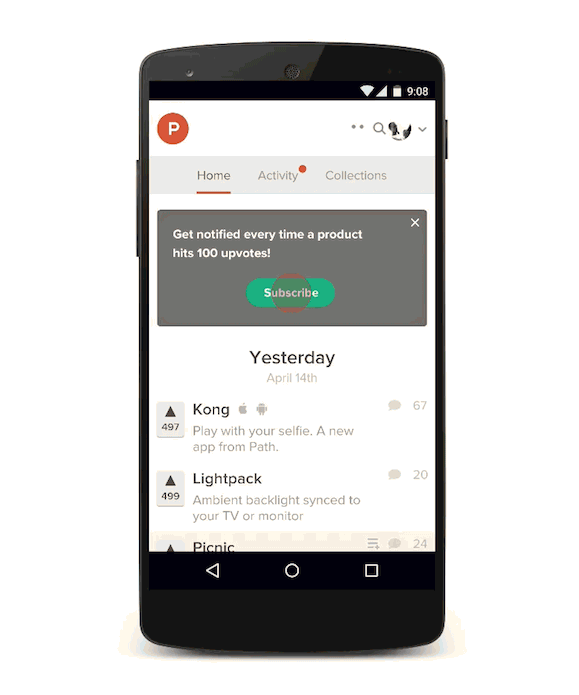 9:08
P
Home Activity Collections
Get notified every time a product
hits 100 upvotes!
Subscribe
Yesterday
April 14th
Kong 67
497
Play with your selfie. A new
app from Path.
Lightpack 20
499
Ambient backlight synced to
your TV or monitor
Picnic 24